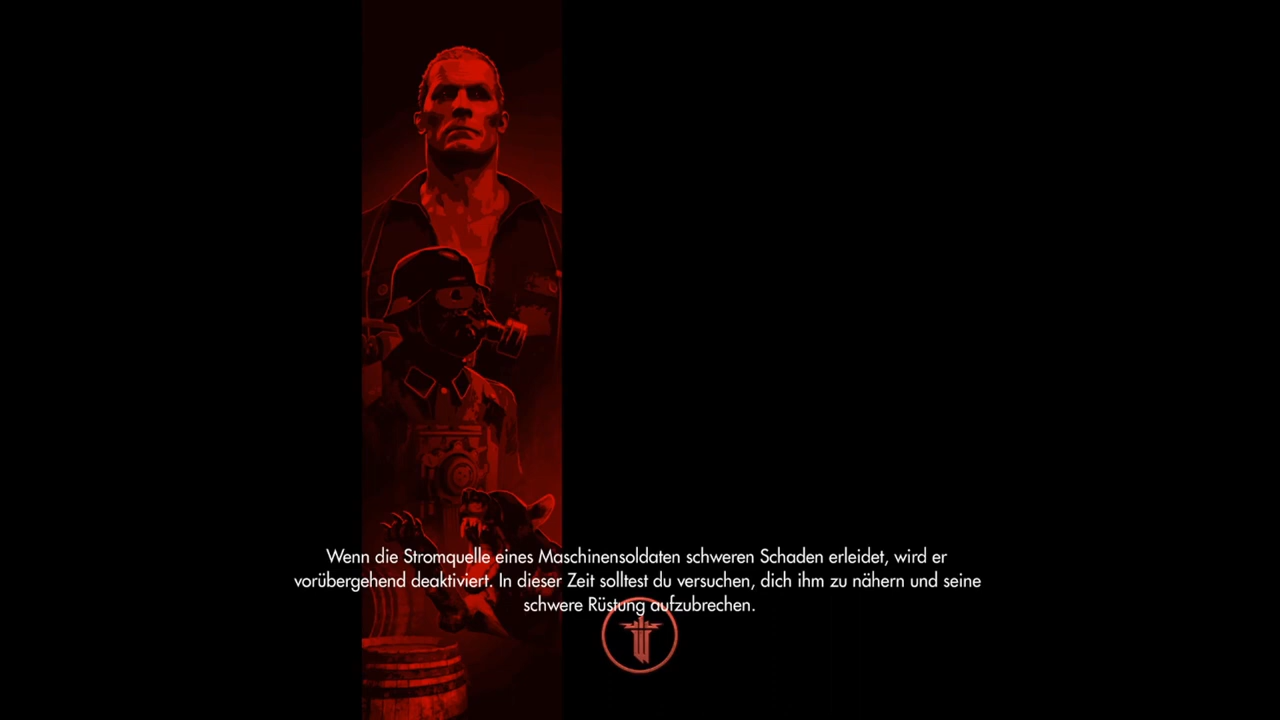 Wenn die Stromquelle eines Maschinensoldaten schweren Schaden erleidet, wird er
vorübergehend deaktiviert. In dieser Zeit solltest du versuchen, dich ihm zu nähern und seine
schwere Rüstung aufzubrechen.